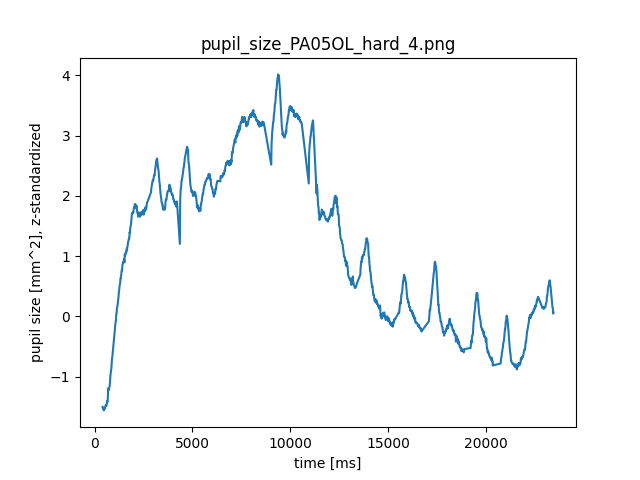 pupil_size_PA05OL_hard_4.png
pupil size [mm^2], z-standardized
4
3
2
1
0
−1
0 5000 10000 15000 20000
time [ms]